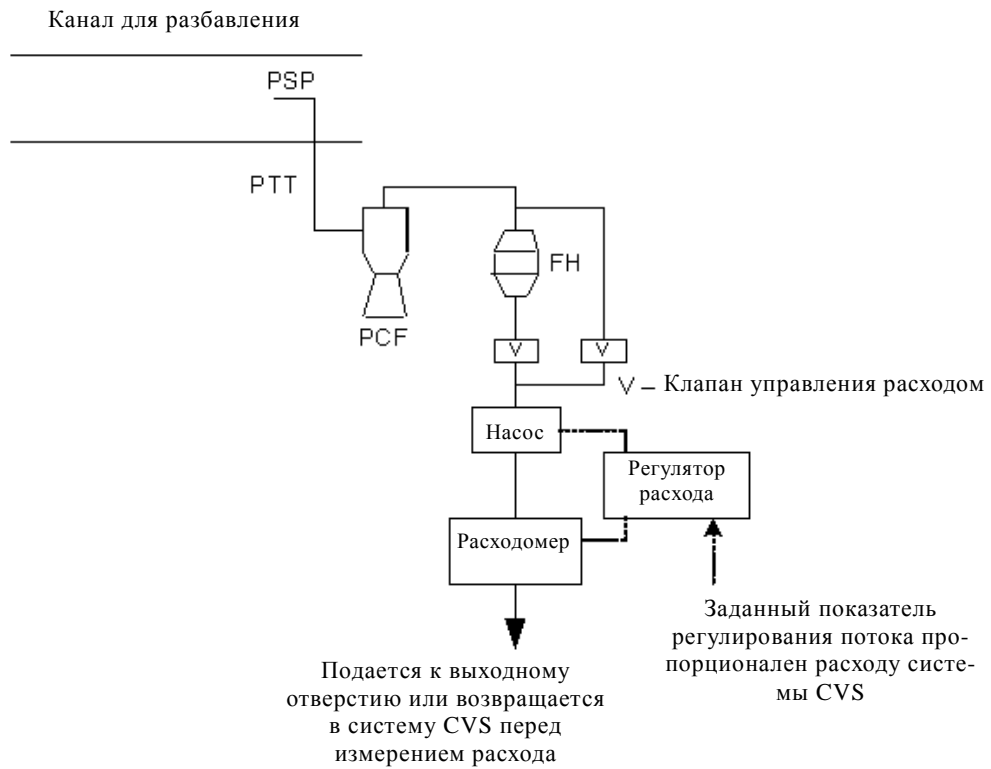 Канал для разбавления
PSP
PTT
FH
PCF
V
V
V – Клапан управления расходом
Насос
Регулятор
расхода
Расходомер
Заданный показатель
регулирования потока про-
порционален расходу систе-
мы CVS
Подается к выходному
отверстию или возвращается
в систему CVS перед
измерением расхода